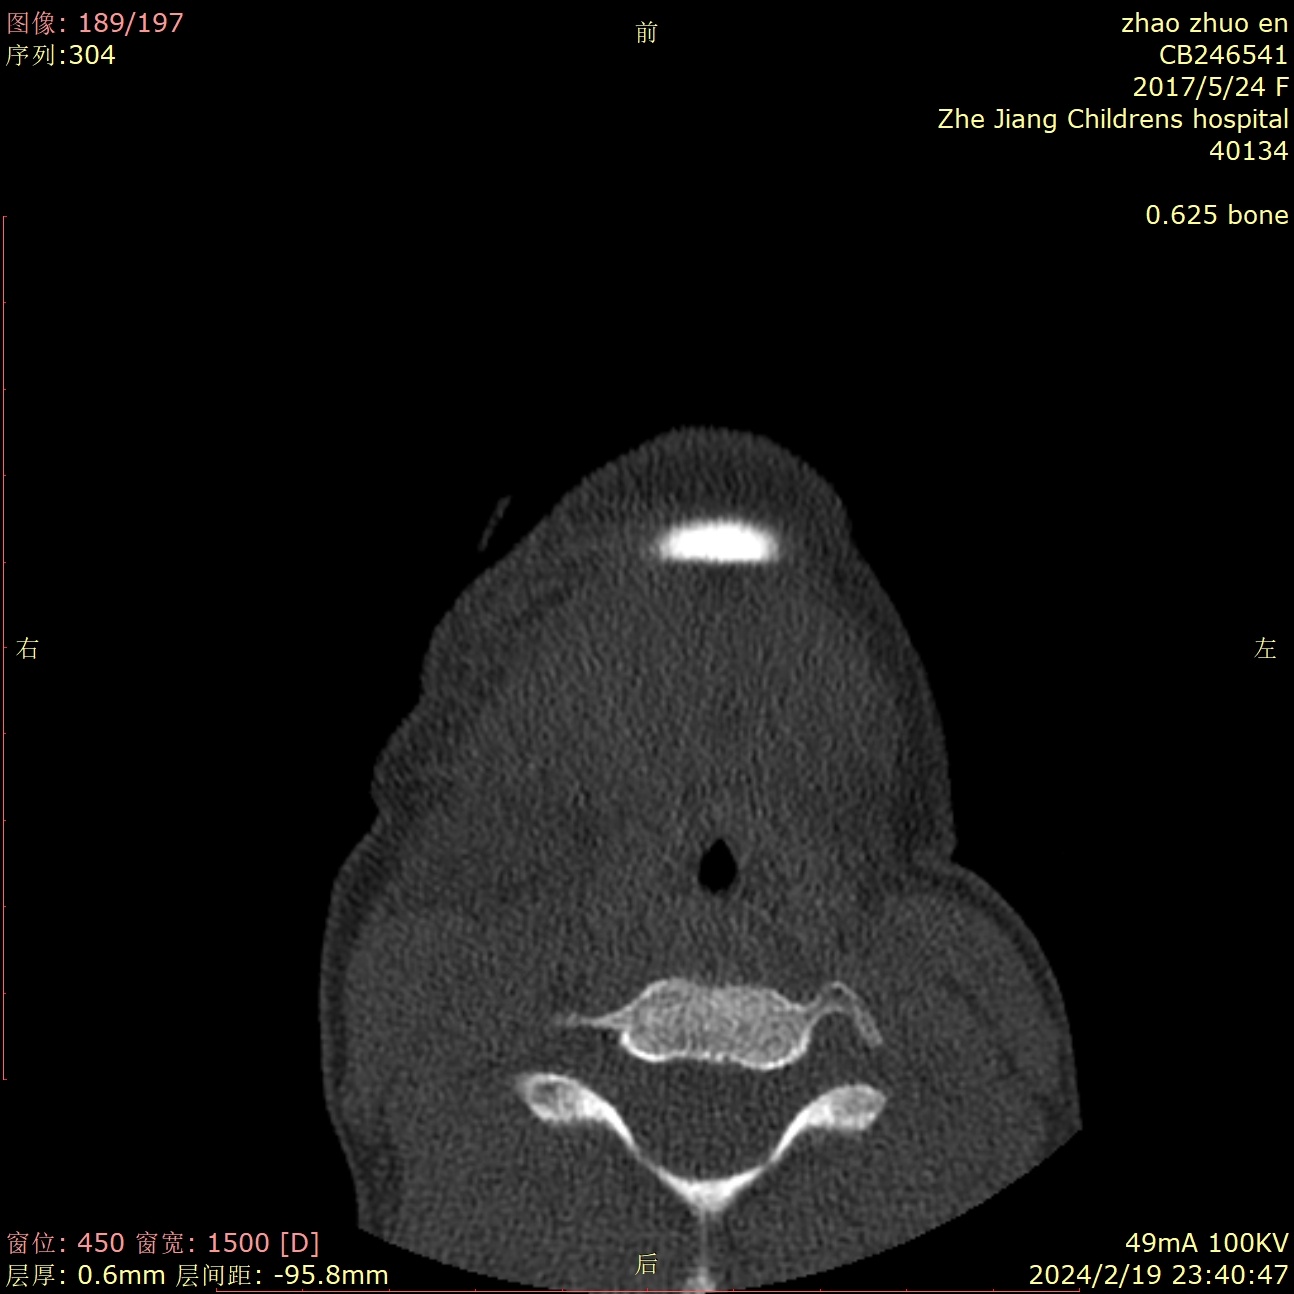 图像: 189/197
序列:304
前
zhao zhuo en
CB246541
2017/5/24 F
Zhe Jiang Childrens hospital
40134
0.625 bone
右
左
窗位: 450 窗宽: 1500 [D]
层厚: 0.6mm 层间距: -95.8mm
后
49mA 100KV
2024/2/19 23:40:47